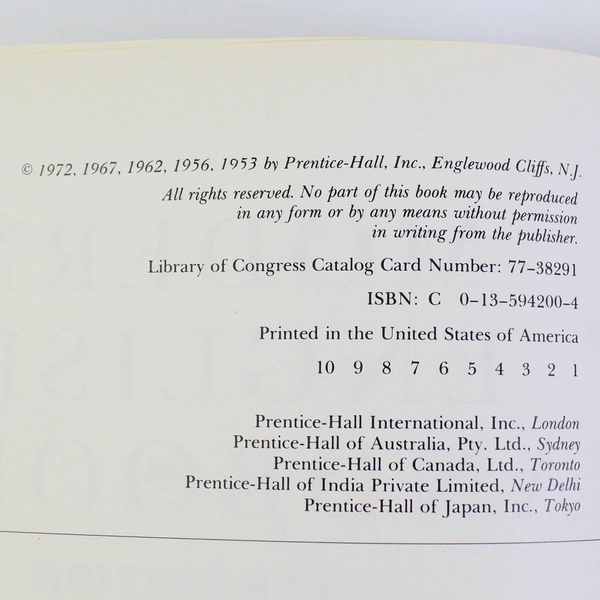 © 1972, 1967, 1962, 1956, 1953 by Prentice-Hall, Inc., Englewood Cliffs, N.J.
All rights reserved. No part of this book may be reproduced
in any form or by any means without permission
in writing from the publisher.
Library of Congress Catalog Card Number: 77-38291
ISBN: C 0-13-594200-4
Printed in the United States of America
10 9 8 7 6 5 4 3 2 1
Prentice-Hall International, Inc., London
Prentice-Hall of Australia, Pty. Ltd., Sydney
Prentice-Hall of Canada, Ltd., Toronto
Prentice-Hall of India Private Limited, New Delhi
Prentice-Hall of Japan, Inc., Tokyo